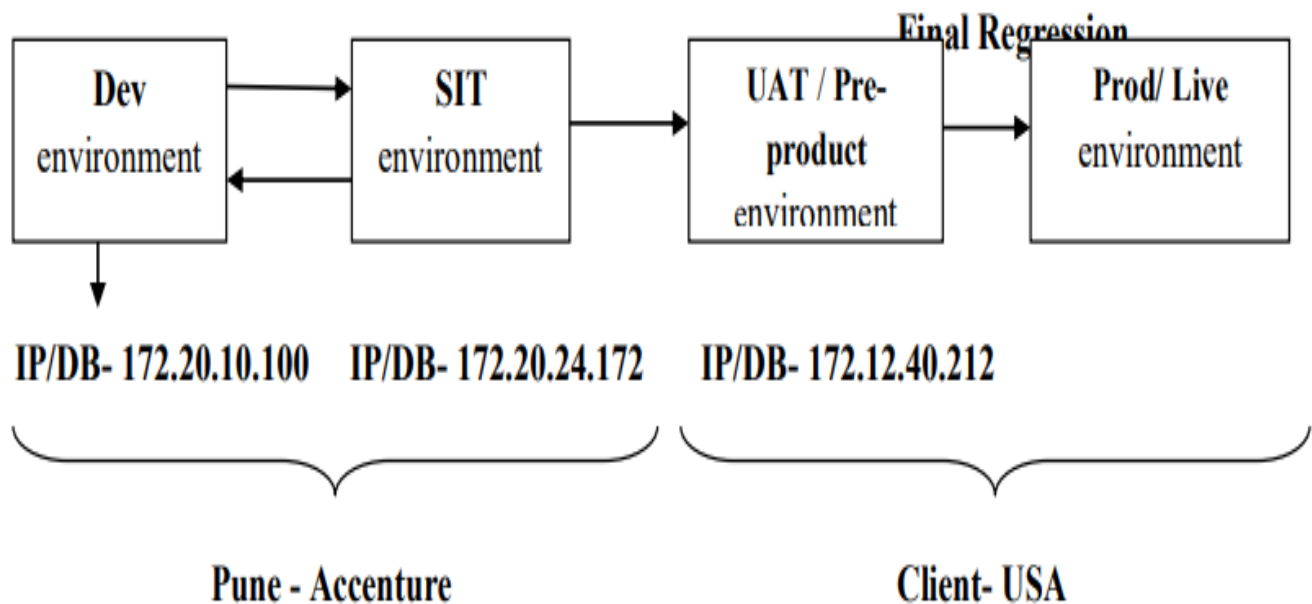 Final Regression
Dev
environment
SIT
environment
UAT / Pre-
product
environment
Prod/ Live
environment
IP/DB- 172.20.10.100
IP/DB- 172.20.24.172
IP/DB- 172.12.40.212
Pune - Accenture
Client- USA